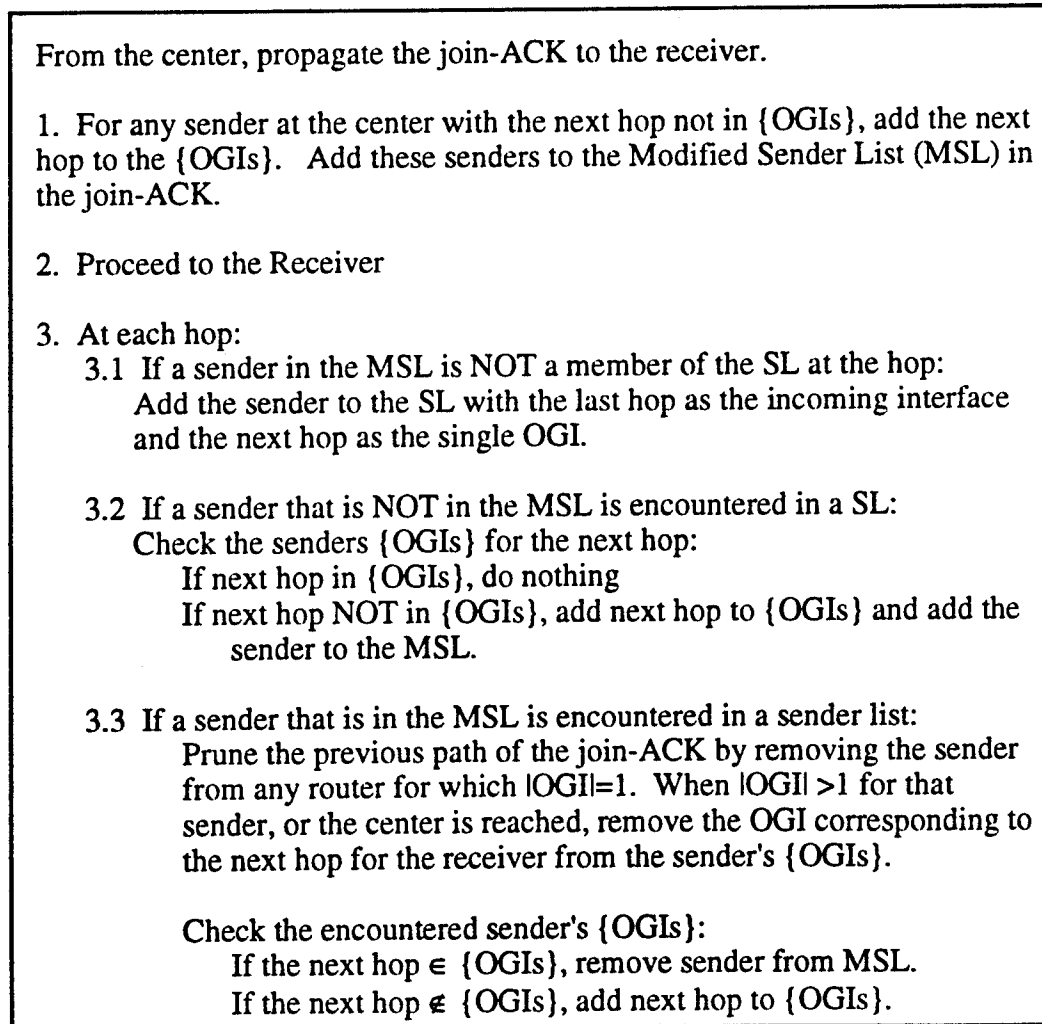 From the center, propagate the join-ACK to the receiver.
1. For any sender at the center with the next hop not in {OGIs}, add the next
hop to the {OGIs}. Add these senders to the Modified Sender List (MSL) in
the join-ACK.
2. Proceed to the Receiver
3. At each hop:
3.1 If a sender in the MSL is NOT a member of the SL at the hop:
Add the sender to the SL with the last hop as the incoming interface
and the next hop as the single OGI.
3.2 If a sender that is NOT in the MSL is encountered in a SL:
Check the senders {OGIs} for the next hop:
If next hop in {OGIs}, do nothing
If next hop NOT in {OGIs}, add next hop to {OGIs} and add the
sender to the MSL.
3.3 If a sender that is in the MSL is encountered in a sender list:
Prune the previous path of the join-ACK by removing the sender
from any router for which |OGI|=1. When |OGI| >1 for that
sender, or the center is reached, remove the OGI corresponding to
the next hop for the receiver from the sender's {OGIs}.
Check the encountered sender's {OGIs}:
If the next hop ∈ {OGIs}, remove sender from MSL.
If the next hop ∉ {OGIs}, add next hop to {OGIs}.